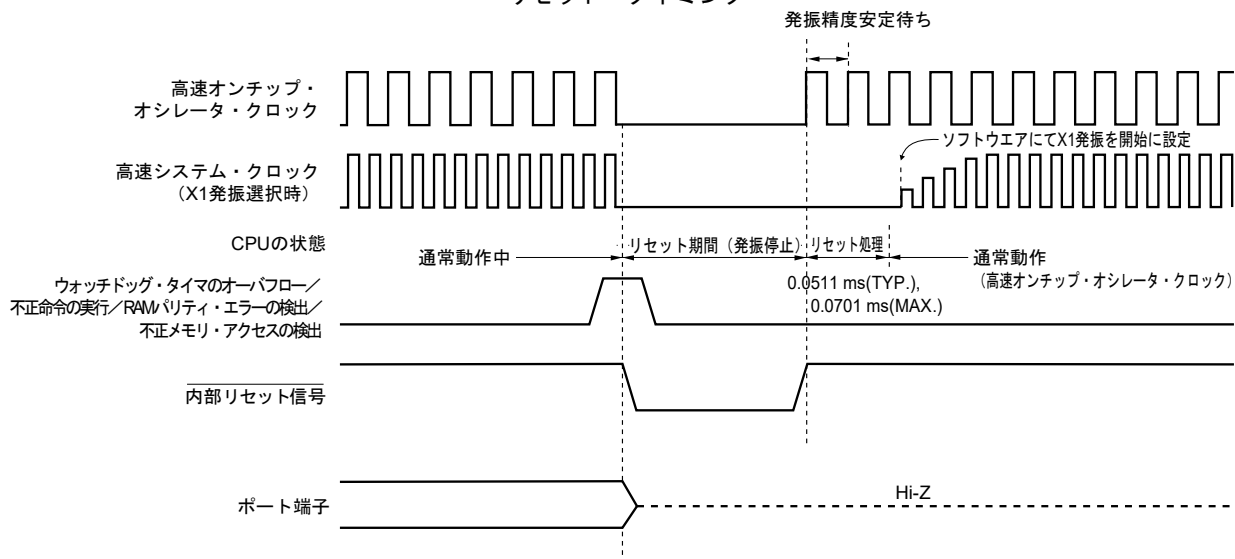 発振精度安定待ち
高速オンチップ・
オシレータ・クロック
ソフトウエアにてX1発振を開始に設定
高速システム・クロック
(X1発振選択時)
CPUの状態
通常動作中
リセット期間(発振停止)
リセット処理
通常動作
(高速オンチップ・オシレータ・クロック)
0.0511 ms(TYP.),
0.0701 ms(MAX.)
ウォッチドッグ・タイマのオーバフロー/
不正命令の実行/RAMパリティ・エラーの検出/
不正メモリ・アクセスの検出
内部リセット信号
ポート端子
Hi-Z